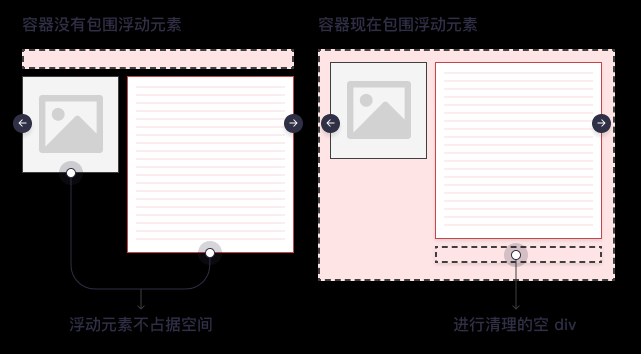 容器没有包围浮动元素
容器现在包围浮动元素
浮动元素不占据空间
进行清理的空 div